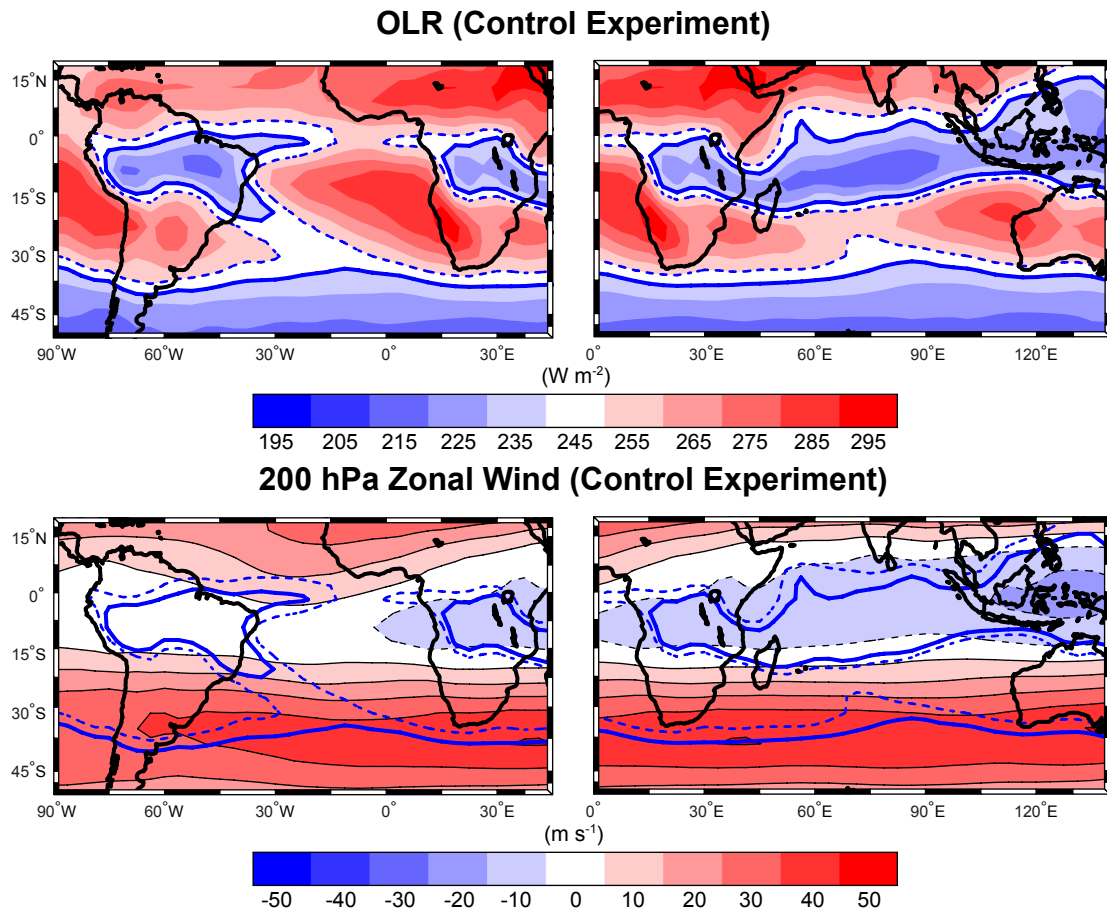 OLR (Control Experiment)
15°N
0°
15°S
30°S
45°S
90°W 60°W 30°W 0° 30°E 0° 30°E 60°E 90°E 120°E
(W m-2)
195 205 215 225 235 245 255 265 275 285 295
200 hPa Zonal Wind (Control Experiment)
15°N
0°
15°S
30°S
45°S
90°W 60°W 30°W 0° 30°E 0° 30°E 60°E 90°E 120°E
(m s-1)
-50 -40 -30 -20 -10 0 10 20 30 40 50